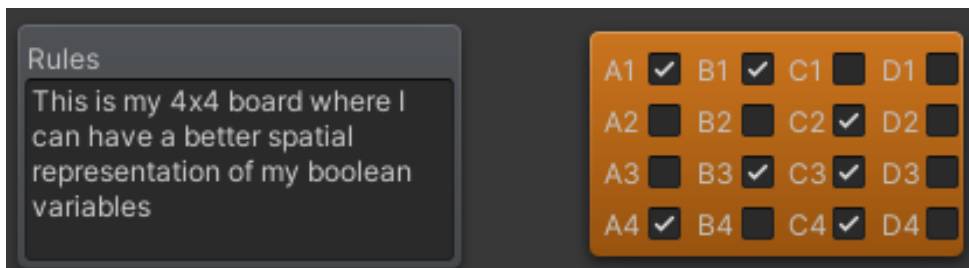 Rules
This is my 4x4 board where I
can have a better spatial
representation of my boolean
variables
A1 B1 C1 D1
A2 B2 C2 D2
A3 B3 C3 D3
A4 B4 C4 D4